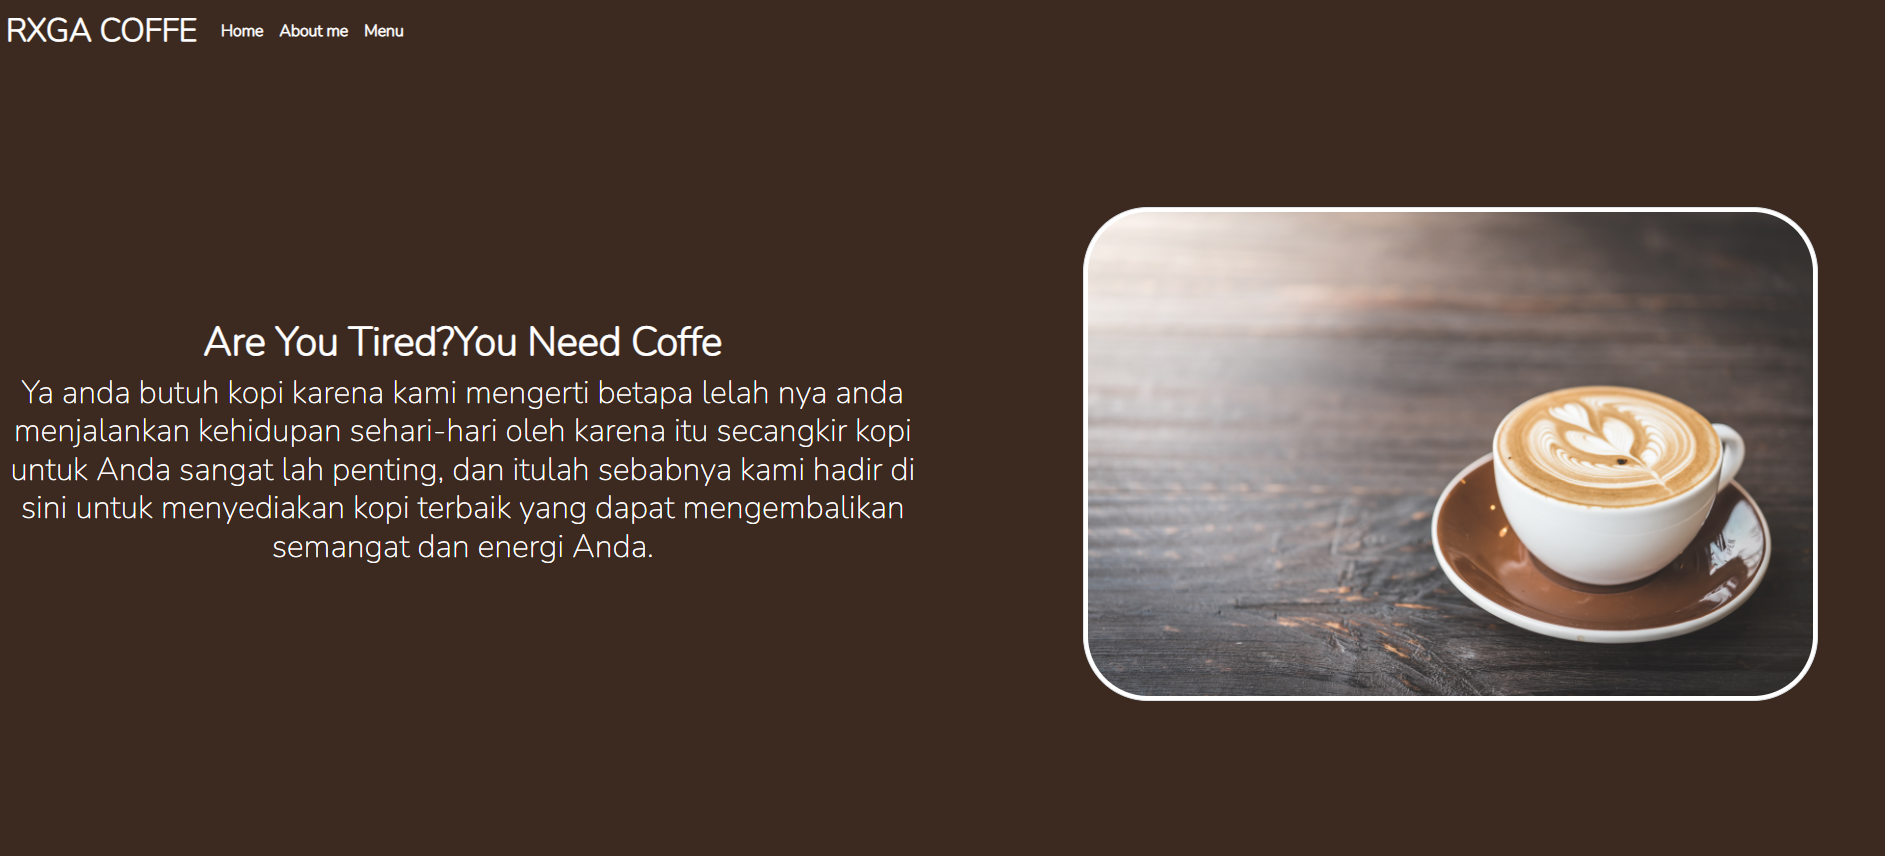 RXGA COFFE
Home About me Menu
Are You Tired?You Need Coffe
Ya anda butuh kopi karena kami mengerti betapa lelah nya anda
menjalankan kehidupan sehari-hari oleh karena itu secangkir kopi
untuk Anda sangat lah penting, dan itulah sebabnya kami hadir di
sini untuk menyediakan kopi terbaik yang dapat mengembalikan
semangat dan energi Anda.